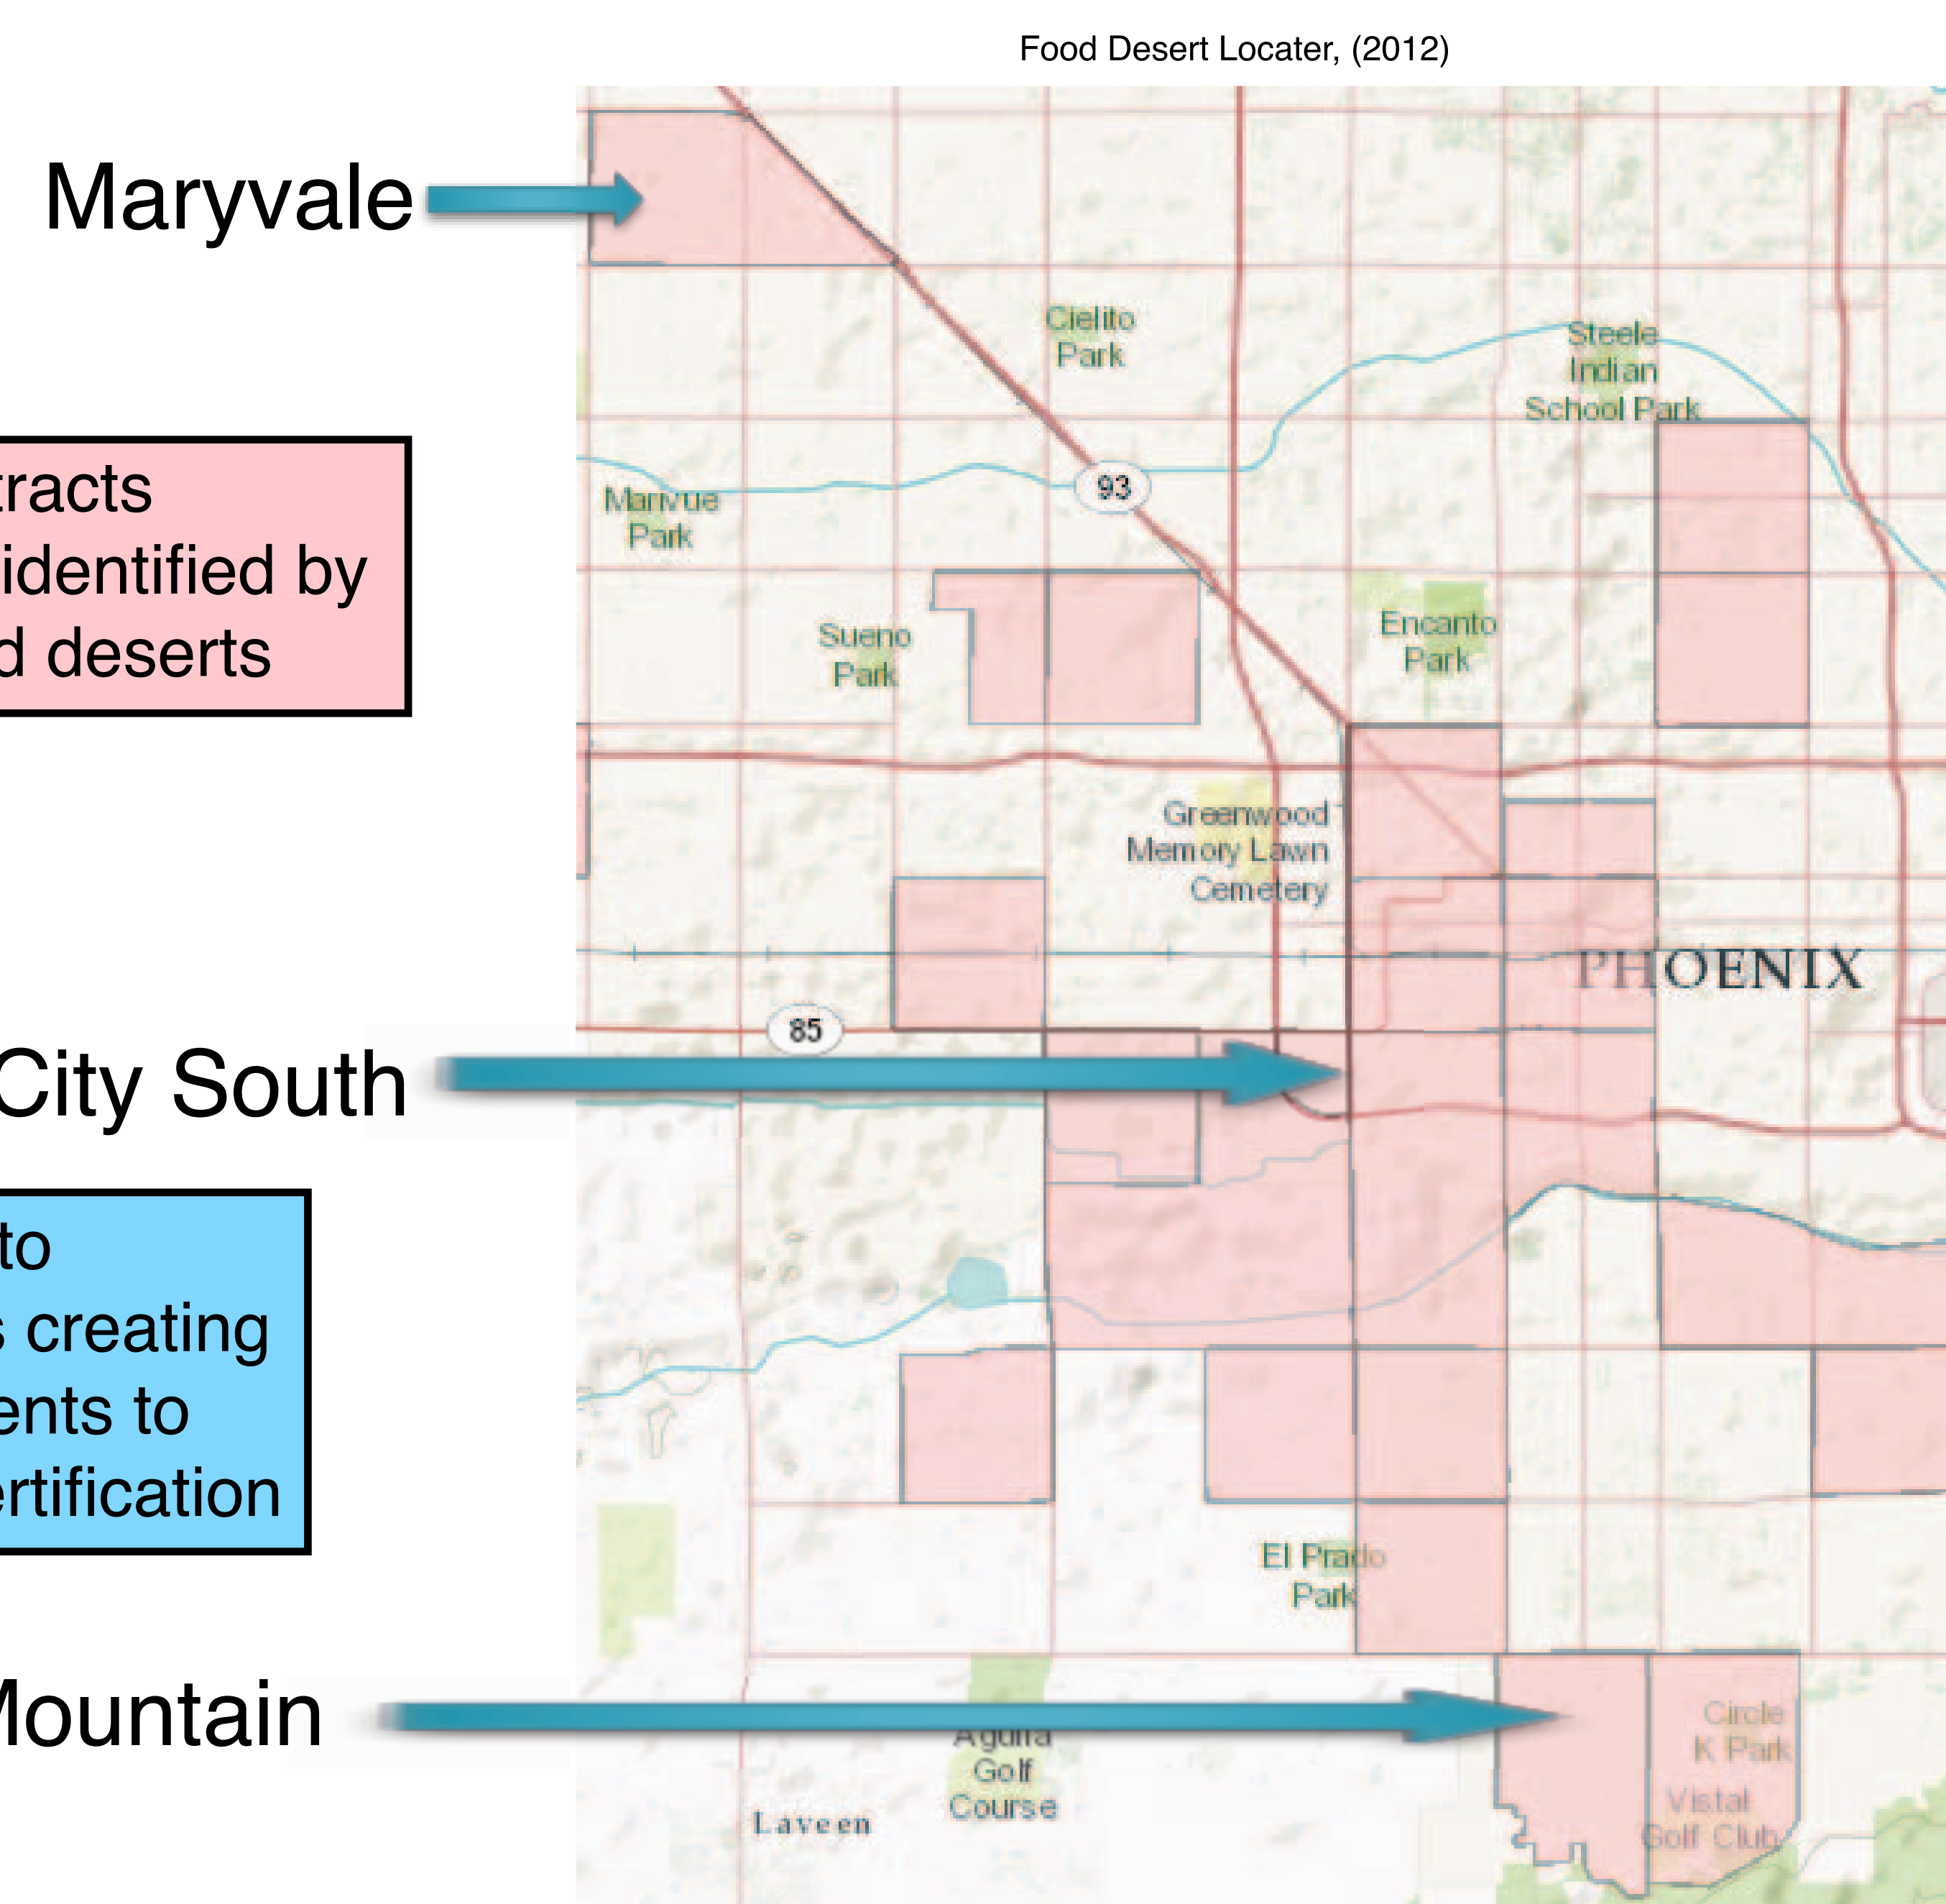 Food Desert Locater, (2012)
Maryvale
Cielito
Park
Steele
Indian
School Park
tracts
identified by
d deserts
93
Marivue
Park
Sueno
Park
Encanto
Park
Greenwood
Memory Lawn
Cemetery
PHOENIX
85
City South
to
s creating
ents to
ertification
El Prado
Park
Mountain
Circle
K Park
Aguila
Golf
Course
Vistal
Golf Club
Laveen